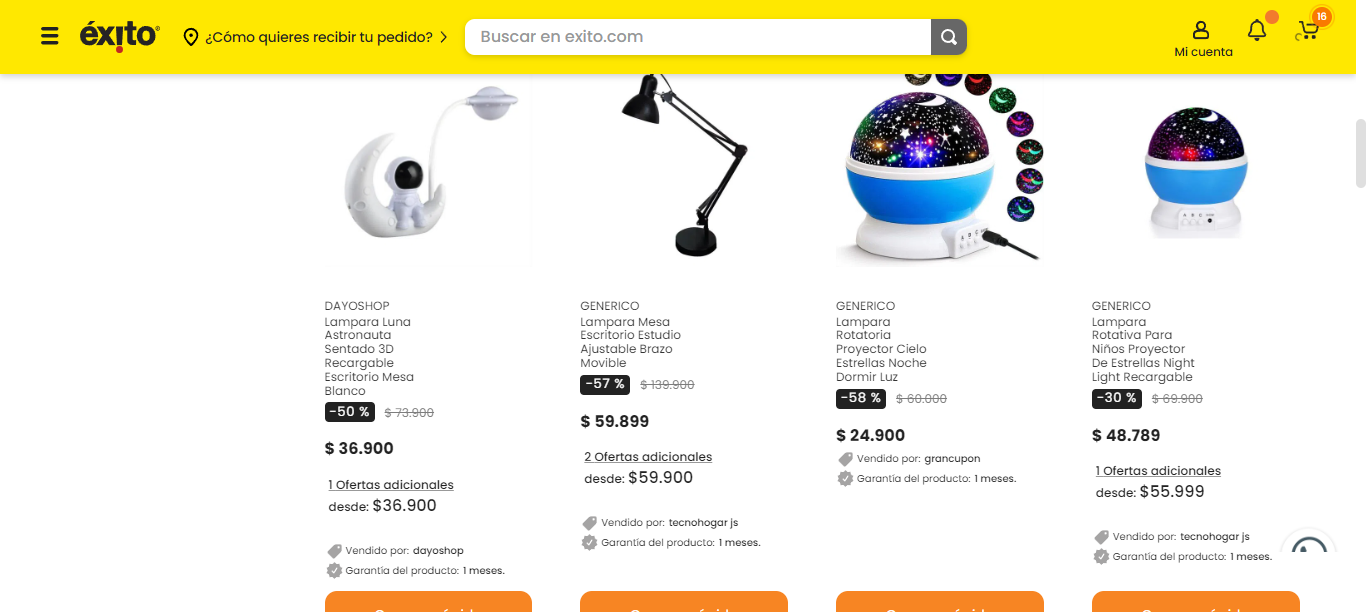 éxito
¿Cómo quieres recibir tu pedido?
Buscar en exito.com
Mi cuenta
16
DAYOSHOP
Lampara Luna
Astronauta
Sentado 3D
Recargable
Escritorio Mesa
Blanco
-50 % $ 73.900
$ 36.900
1 Ofertas adicionales
desde: $36.900
Vendido por: dayoshop
Garantía del producto: 1 meses.
GENERICO
Lampara Mesa
Escritorio Estudio
Ajustable Brazo
Movible
-57 % $ 139.900
$ 59.899
2 Ofertas adicionales
desde: $59.900
Vendido por: tecnohogar js
Garantía del producto: 1 meses.
GENERICO
Lampara
Rotatoria
Proyector Cielo
Estrellas Noche
Dormir Luz
-58 % $ 60.000
$ 24.900
Vendido por: grancupon
Garantía del producto: 1 meses.
GENERICO
Lampara
Rotativa Para
Niños Proyector
De Estrellas Night
Light Recargable
-30 % $ 69.900
$ 48.789
1 Ofertas adicionales
desde: $55.999
Vendido por: tecnohogar js
Garantía del producto: 1 meses.